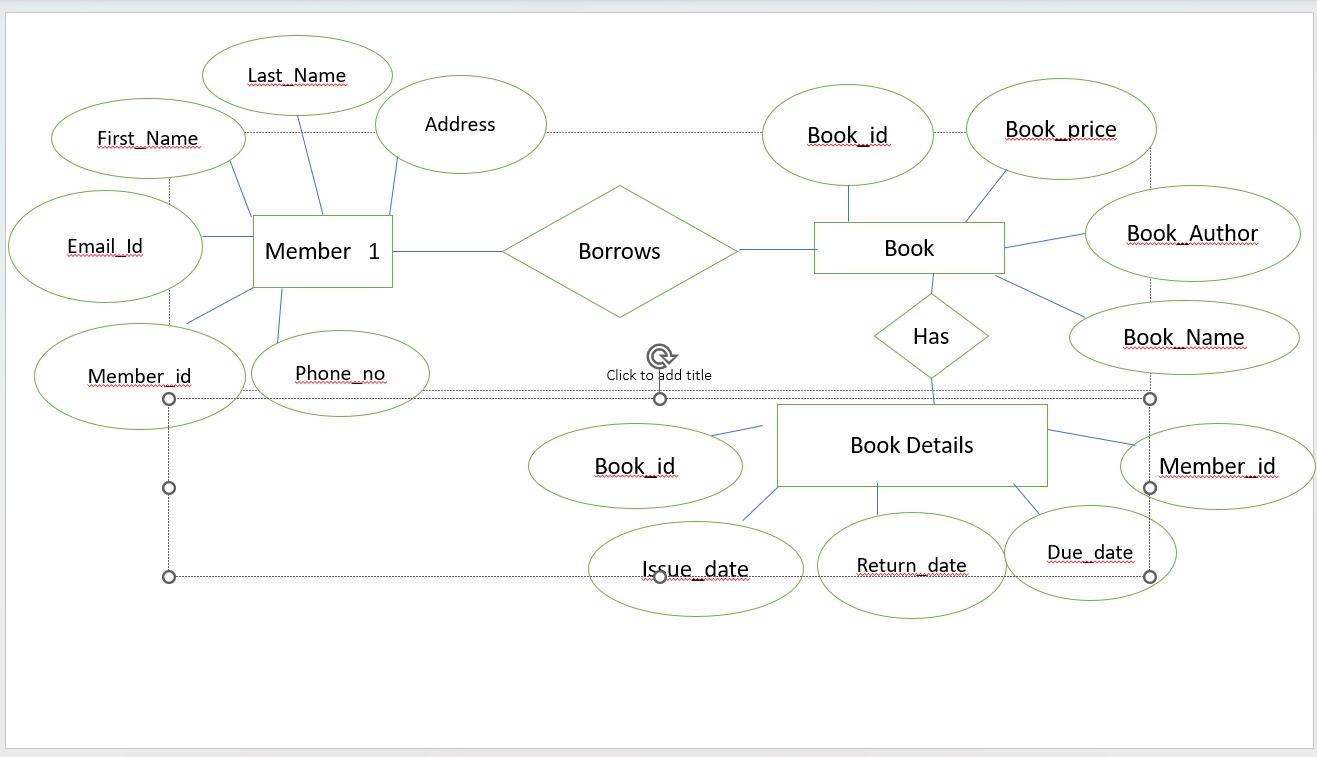 Last_Name
Address
First_Name
Book_id
Book_price
Email_Id
Member 1
Borrows
Book
Book_Author
Has
Book_Name
Member_id
Phone_no
Click to add title
Book_id
Book Details
Member_id
Issue_date
Return_date
Due_date